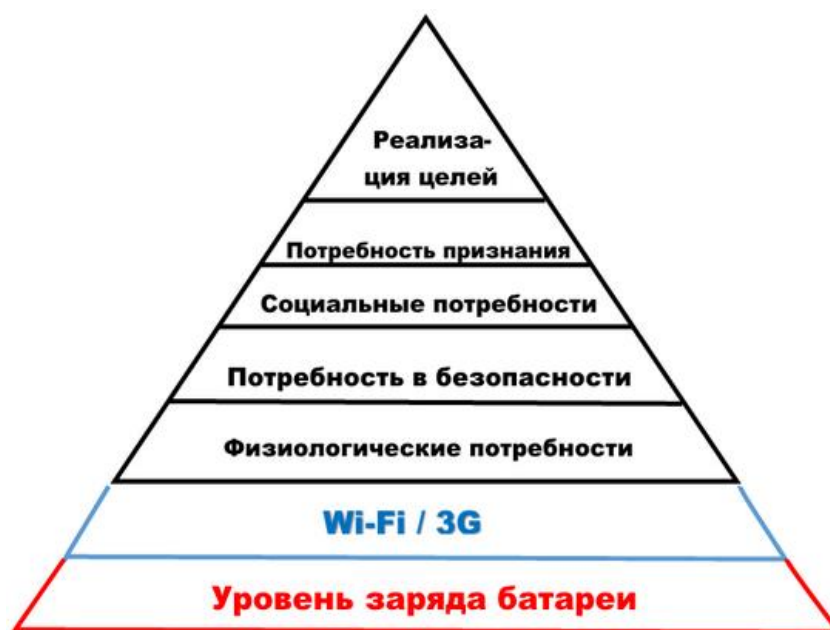 Реализа-
ция целей
Потребность признания
Социальные потребности
Потребность в безопасности
Физиологические потребности
Wi-Fi / 3G
Уровень заряда батареи